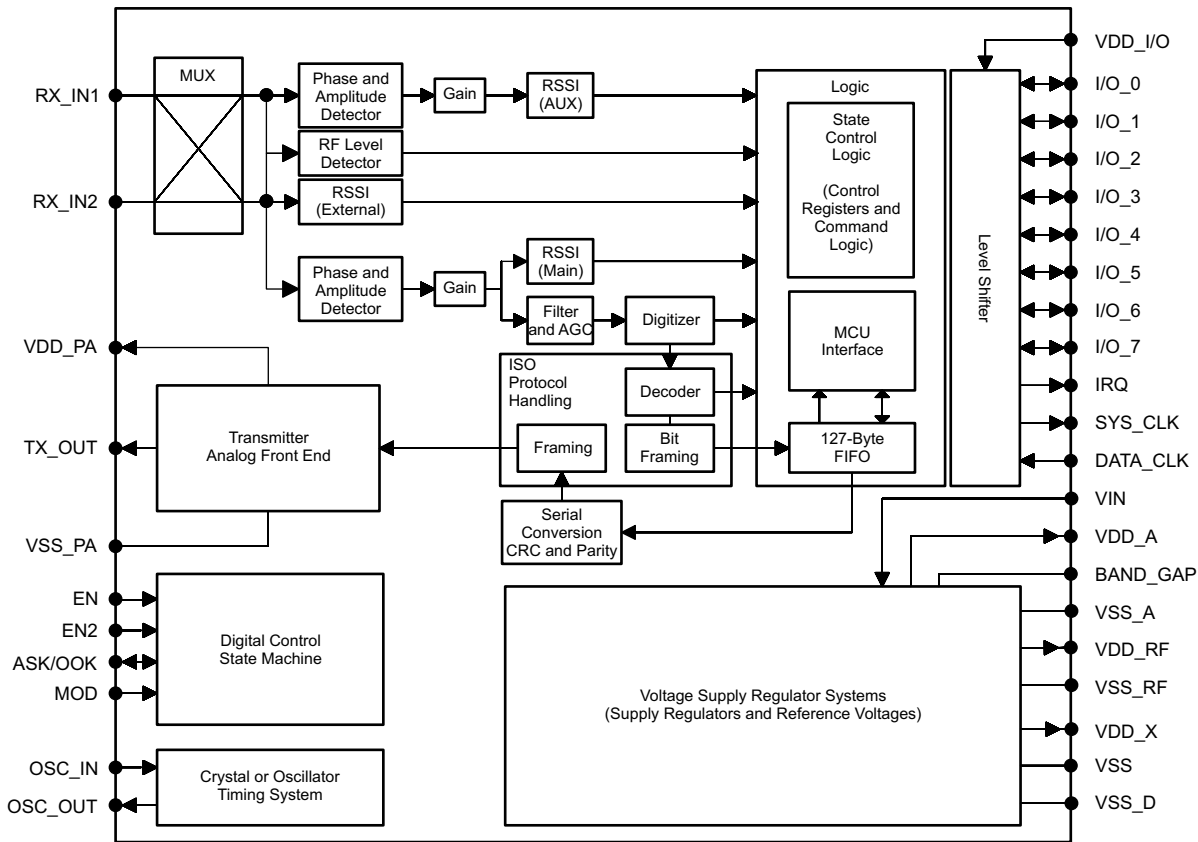 VDD_I/O
MUX
RX_IN1
Phase and
Amplitude
Detector
Gain
RSSI
(AUX)
Logic
I/O_0
State
Control
Logic
(Control
Registers and
Command
Logic)
I/O_1
RF Level
Detector
I/O_2
RX_IN2
RSSI
(External)
I/O_3
I/O_4
Level Shifter
RSSI
(Main)
Phase and
Amplitude
Detector
Gain
I/O_5
Filter
and AGC
Digitizer
I/O_6
MCU
Interface
VDD_PA
I/O_7
ISO
Protocol
Handling
Decoder
IRQ
SYS_CLK
TX_OUT
Transmitter
Analog Front End
Framing
Bit
Framing
127-Byte
FIFO
DATA_CLK
VIN
Serial
Conversion
CRC and Parity
VSS_PA
VDD_A
BAND_GAP
EN
VSS_A
EN2
Digital Control
State Machine
VDD_RF
ASK/OOK
VSS_RF
MOD
Voltage Supply Regulator Systems
(Supply Regulators and Reference Voltages)
VDD_X
OSC_IN
VSS
Crystal or Oscillator
Timing System
OSC_OUT
VSS_D